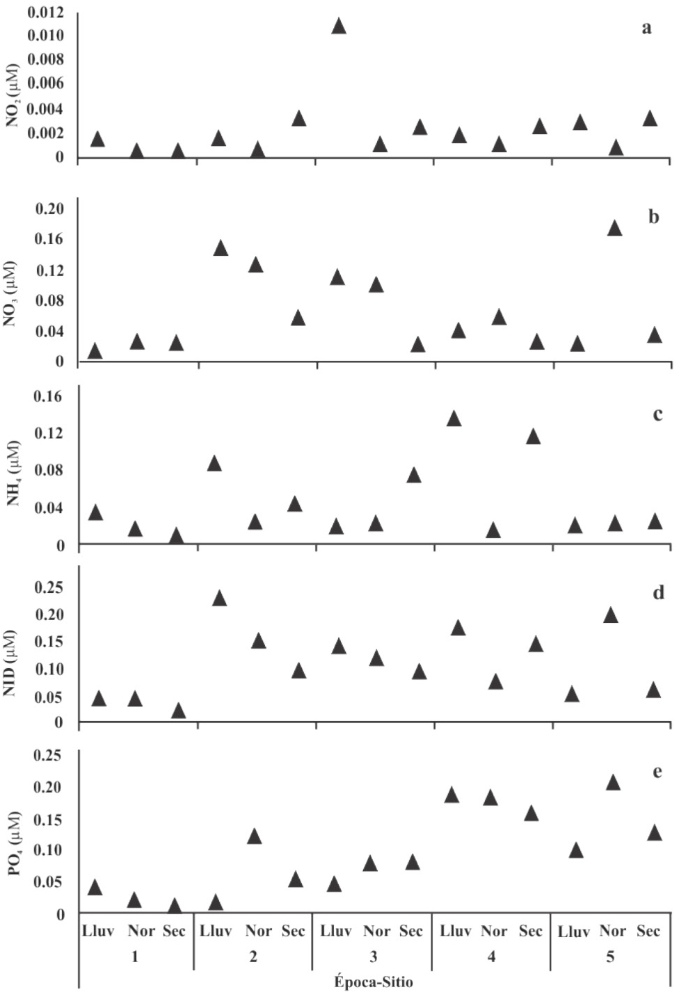 0.012
0.010
0.008
0.006
0.004
0.002
0
NO₂ (µM)
a
0.20
0.16
0.12
0.08
0.04
0
NO₃ (µM)
b
0.16
0.12
0.08
0.04
0
NH₄ (µM)
c
0.25
0.20
0.15
0.10
0.05
0
NID (µM)
d
0.25
0.20
0.15
0.10
0.05
0
PO₄ (µM)
e
Lluv Nor Sec Lluv Nor Sec Lluv Nor Sec Lluv Nor Sec Lluv Nor Sec
1 2 3 4 5
Época-Sitio